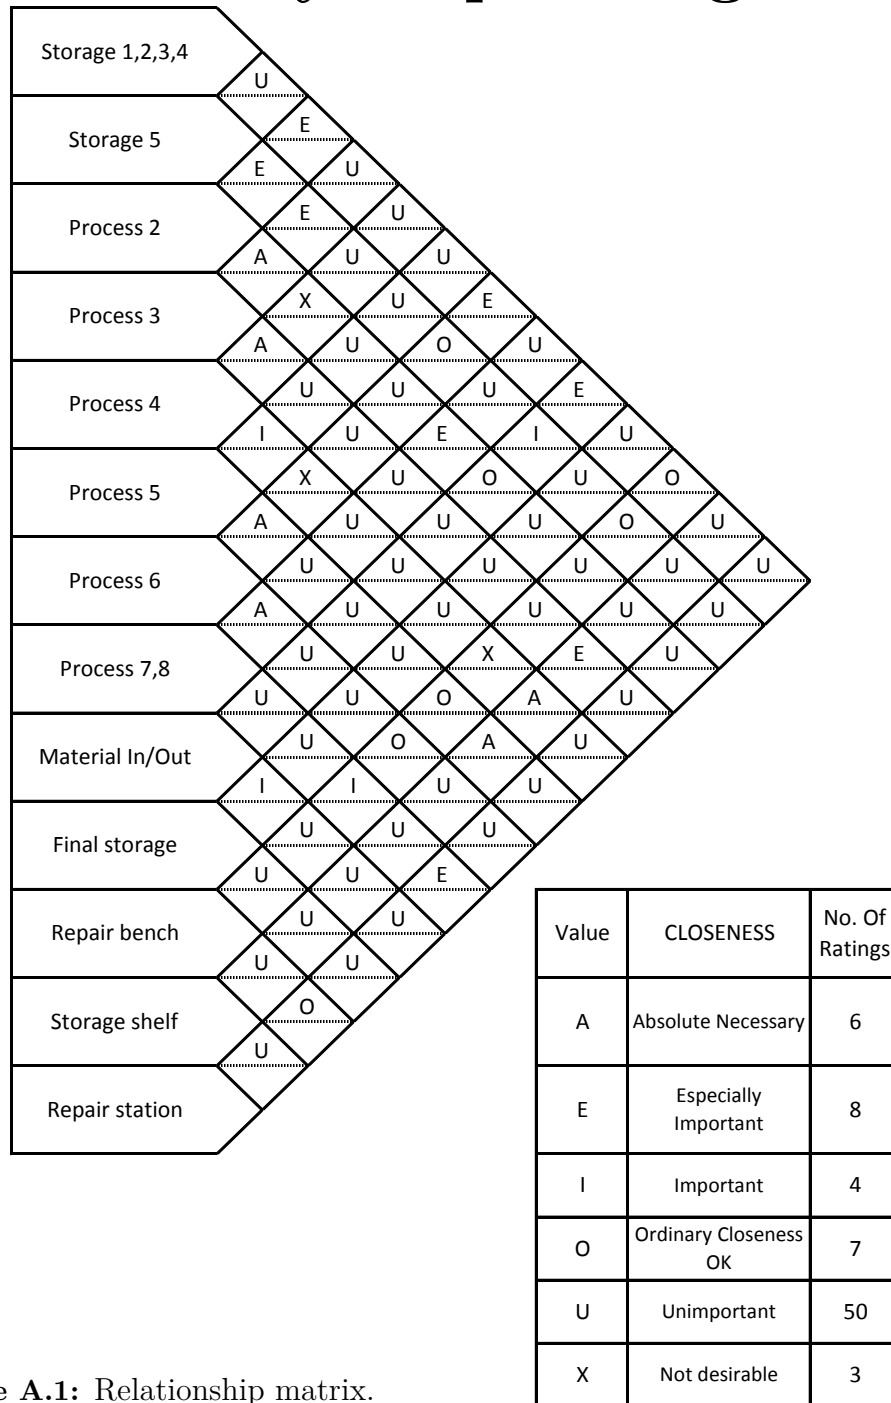 Storage 1,2,3,4
U
E
Storage 5
E U
E U
Process 2
A U U
X U E
Process 3
A U O U
U U U E
Process 4
I U E I U
X U O U O
Process 5
A U U U O U
U U U U U U
Process 6
A U U U U U
U U X E U
Process 7,8
U U O A U
U O A U
Material In/Out
I I U U
U U U
Final storage
U U E
U U
Repair bench
U U
O
Storage shelf
U
Repair station
Value CLOSENESS No. Of
Ratings
A Absolute Necessary 6
E Especially
Important 8
I Important 4
O Ordinary Closeness
OK 7
U Unimportant 50
X Not desirable 3
e A.1: Relationship matrix.